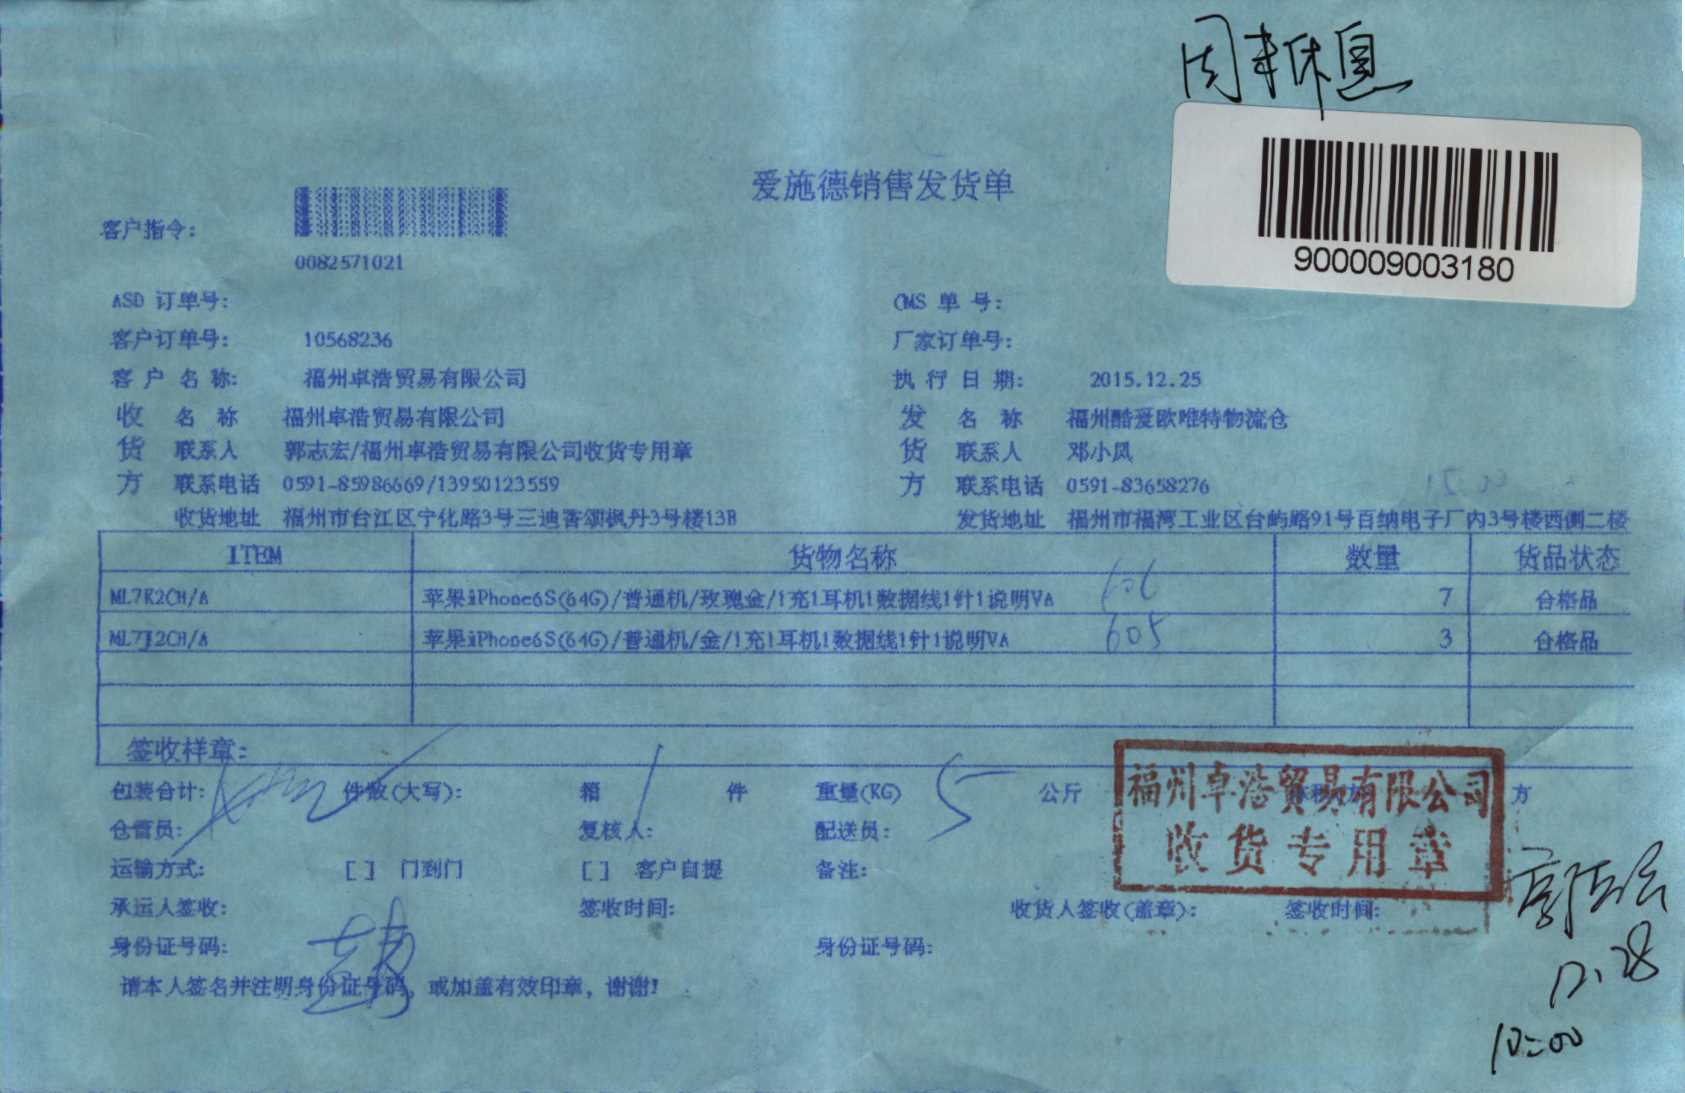 周末休息
900009003180
爱施德销售发货单
客户指令:
0082571021
ASD 订单号:
CMS 单 号:
客户订单号: 10568236
厂家订单号:
客 户 名 称: 福州卓浩贸易有限公司
执 行 日 期: 2015.12.25
收货方
名 称 福州卓浩贸易有限公司
联系人 郭志宏/福州卓浩贸易有限公司收货专用章
联系电话 0591-85986669/13950123559
收货地址 福州市台江区宁化路3号三迪香颂枫丹3号楼13B
发货方
名 称 福州酷爱欧唯特物流仓
联系人 邓小凤
联系电话 0591-83658276
发货地址 福州市福湾工业区台屿路91号百纳电子厂内3号楼西侧二楼
ITEM 货物名称 数量 货品状态
ML7K2CH/A 苹果iPhone6S(64G)/普通机/玫瑰金/1充1耳机1数据线1针1说明VA 606 7 合格品
ML7J2CH/A 苹果iPhone6S(64G)/普通机/金/1充1耳机1数据线1针1说明VA 605 3 合格品
签收样章:
包装合计: 件数(大写): 箱 1 件 重量(KG) 5 公斤 方
仓管员: 复核人: 配送员:
福州卓浩贸易有限公司
收货专用章
运输方式: [ ] 门到门 [ ] 客户自提 备注:
承运人签收: 签收时间: 收货人签收(盖章): 签收时间:
郭志宏
身份证号码: 身份证号码:
12.28
请本人签名并注明身份证号码, 或加盖有效印章, 谢谢!
10:00